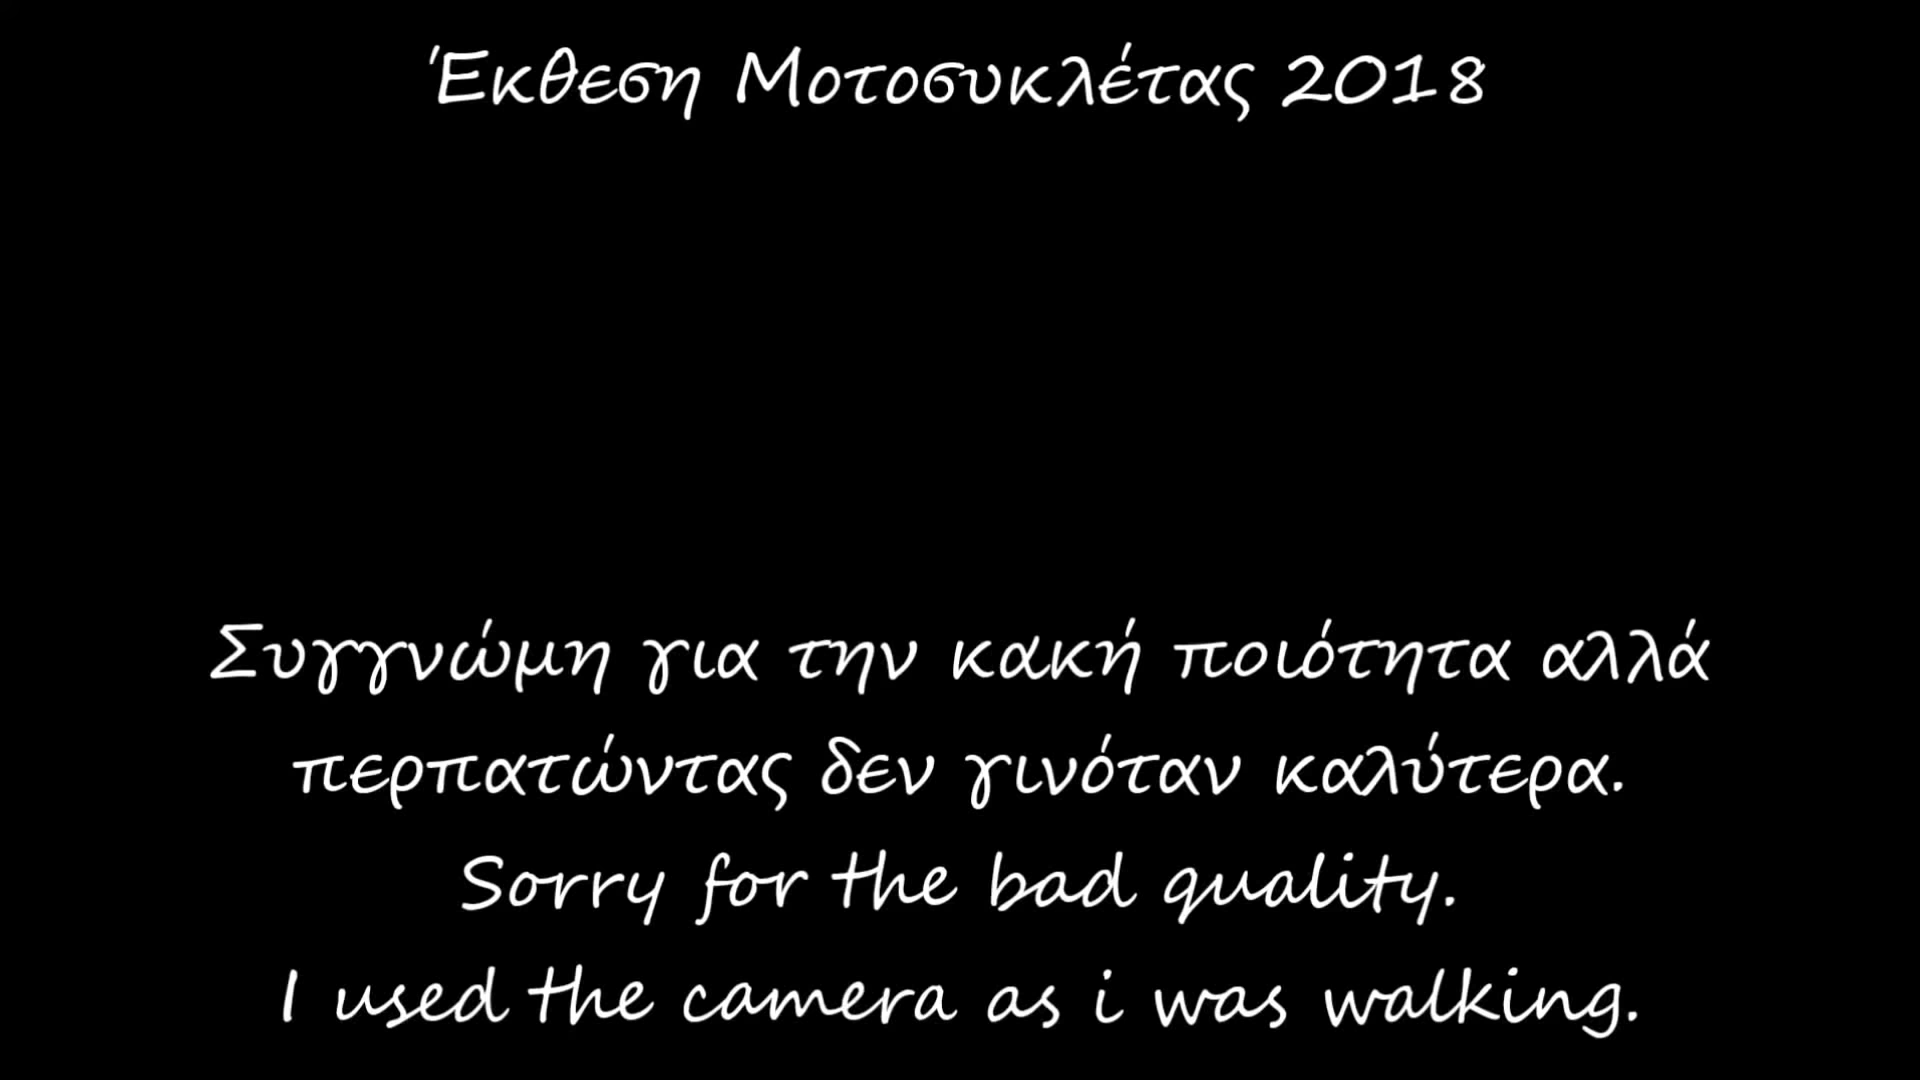 Έκθεση Μοτοσυκλέτας 2018
Συγγνώμη για την κακή ποιότητα αλλά
περπατώντας δεν γινόταν καλύτερα.
Sorry for the bad quality.
I used the camera as i was walking.